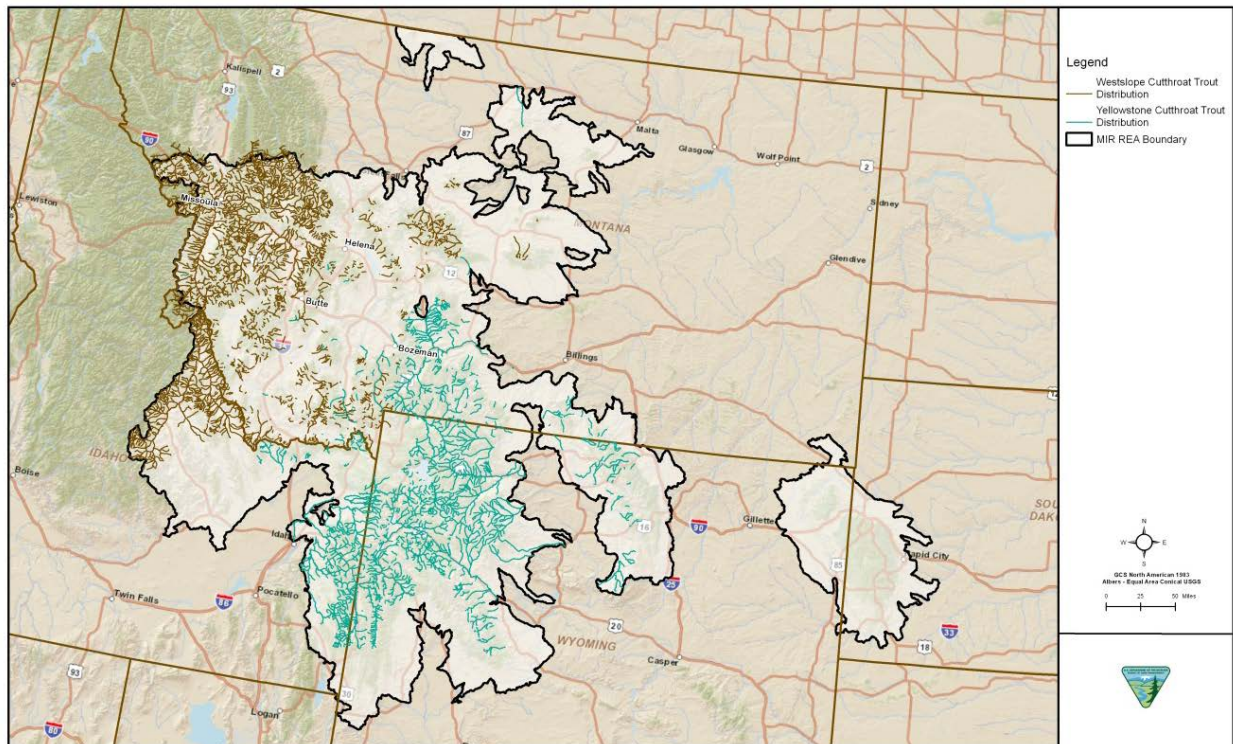 Kalispell
2
93
90
87
Malta
Glasgow
Wolf Point
2
Lewiston
Missoula
Sidney
MONTANA
Helena
12
Glendive
Butte
Bozeman
Billings
12
IDAHO
Boise
SOU
DAKO
16
90
Gillette
Idah
85
Rapid City
25
Twin Falls
86
Pocatello
20
WYOMING
Casper
18
33
93
30
Logan
80
Legend
Westslope Cutthroat Trout
Distribution
Yellowstone Cutthroat Trout
Distribution
MIR REA Boundary
N
W E
S
GCS North American 1983
Albers - Equal Area Conical USGS
0 25 50 Miles